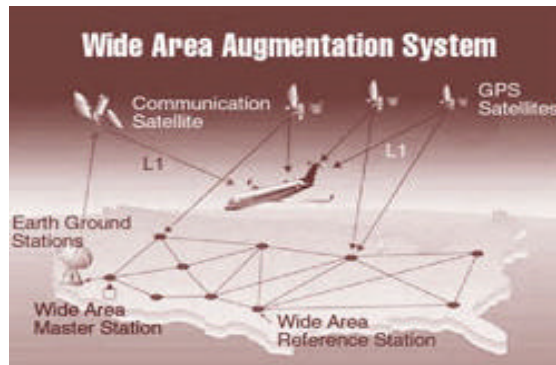 Wide Area Augmentation System
Communication
Satellite
GPS
Satellites
L1
L1
Earth Ground
Stations
Wide Area
Master Station
Wide Area
Reference Station